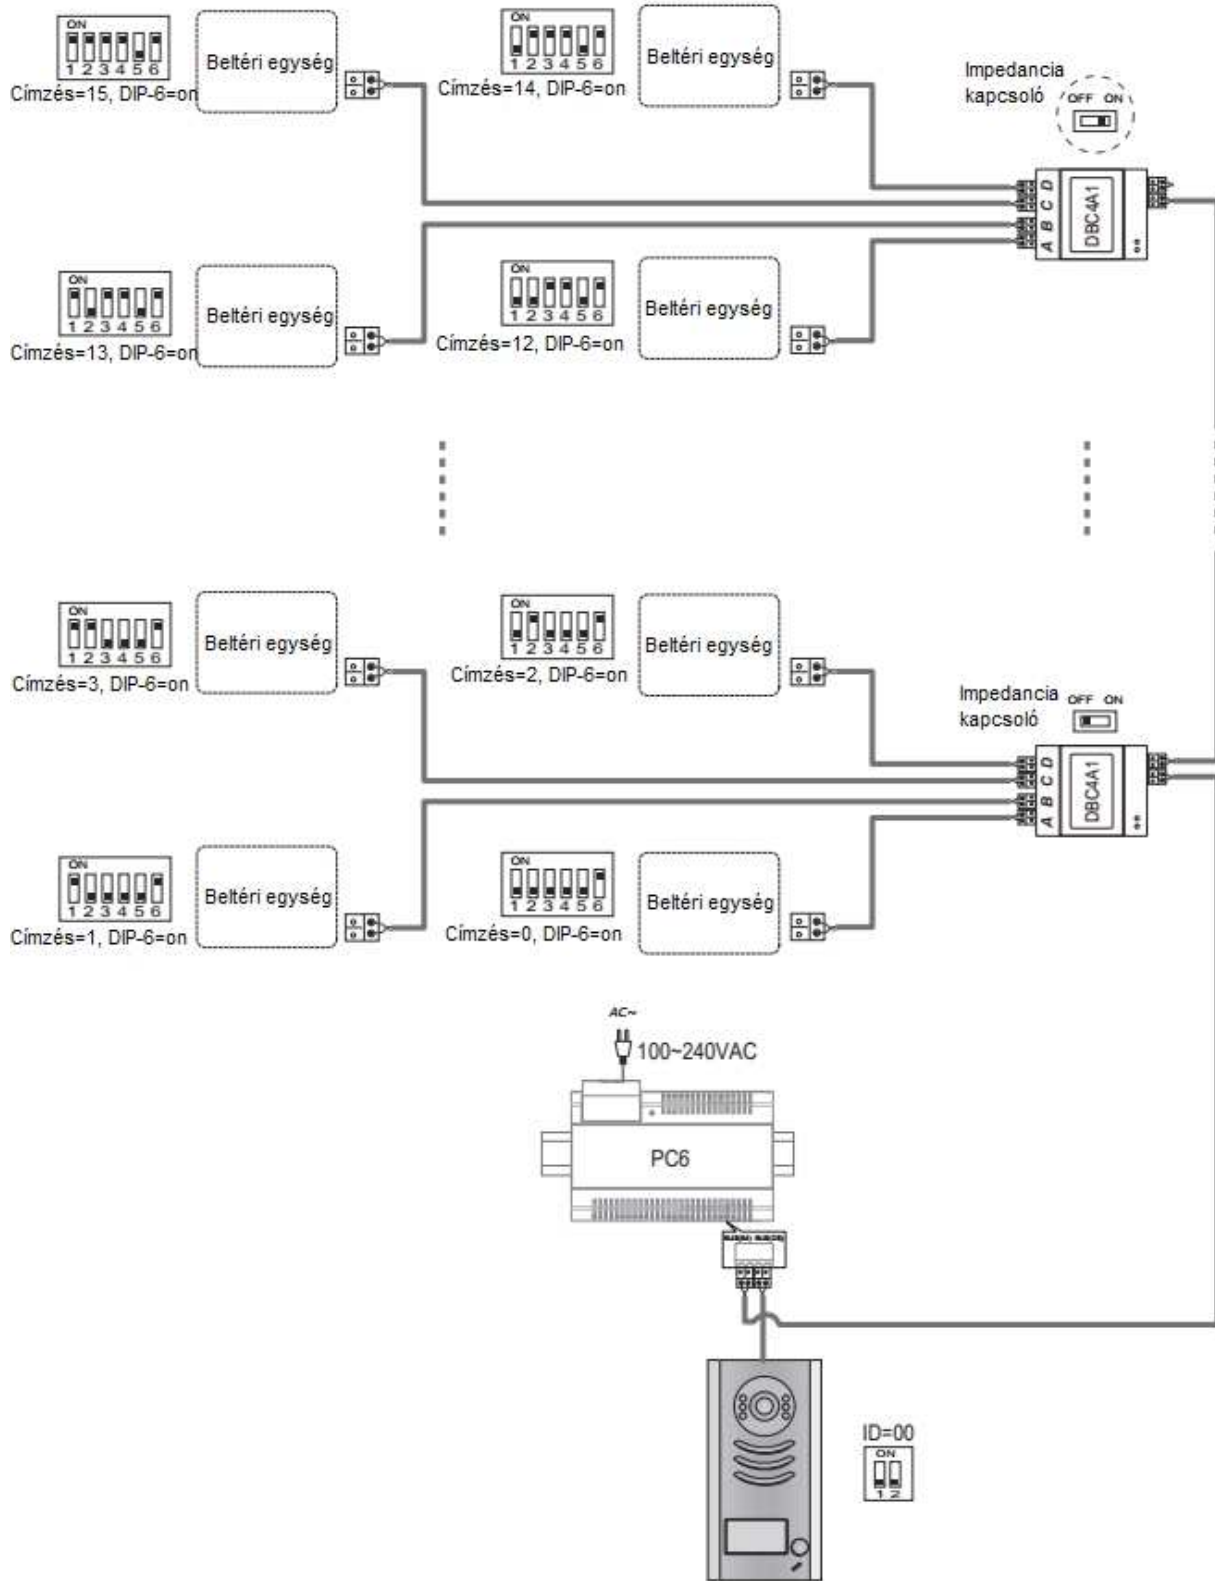 ON
1 2 3 4 5 6
Címzés=15, DIP-6=on
Beltéri egység
ON
1 2 3 4 5 6
Címzés=14, DIP-6=on
Beltéri egység
Impedancia
kapcsoló
OFF ON
A B C D
DBC4A1
ON
1 2 3 4 5 6
Címzés=13, DIP-6=on
Beltéri egység
ON
1 2 3 4 5 6
Címzés=12, DIP-6=on
Beltéri egység
ON
1 2 3 4 5 6
Címzés=3, DIP-6=on
Beltéri egység
ON
1 2 3 4 5 6
Címzés=2, DIP-6=on
Beltéri egység
Impedancia
kapcsoló
OFF ON
A B C D
DBC4A1
ON
1 2 3 4 5 6
Címzés=1, DIP-6=on
Beltéri egység
ON
1 2 3 4 5 6
Címzés=0, DIP-6=on
Beltéri egység
AC~
100~240VAC
PC6
ID=00
ON
1 2